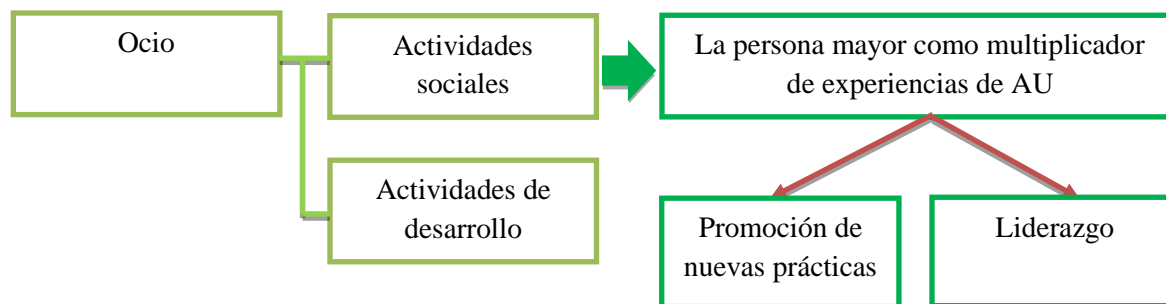 Ocio
Actividades
sociales
La persona mayor como multiplicador
de experiencias de AU
Actividades de
desarrollo
Promoción de
nuevas prácticas
Liderazgo